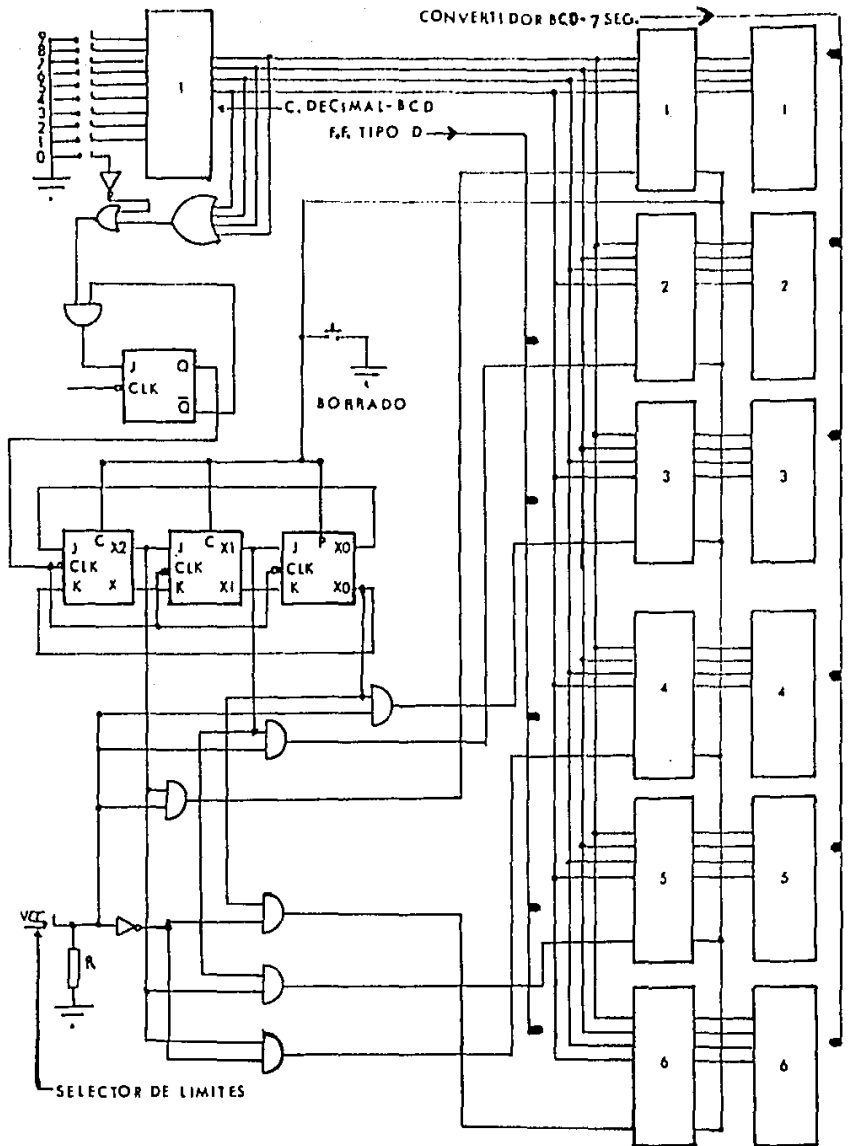 CONVERTIDOR BCD-7 SEG.
9
8
7
6
5
4
3
2
1
0
1
C. DECIMAL-BCD
F.F. TIPO D
1
1
2
2
J
Q
CLK
Q
BORRADO
3
3
J
C
X2
CLK
K
X
J
C
X1
CLK
K
X1
J
P
X0
CLK
K
X0
4
4
5
5
VCC
R
6
6
SELECTOR DE LIMITES